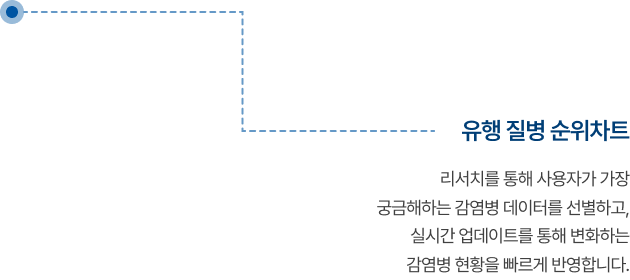 유행 질병 순위차트
리서치를 통해 사용자가 가장
궁금해하는 감염병 데이터를 선별하고,
실시간 업데이트를 통해 변화하는
감염병 현황을 빠르게 반영합니다.